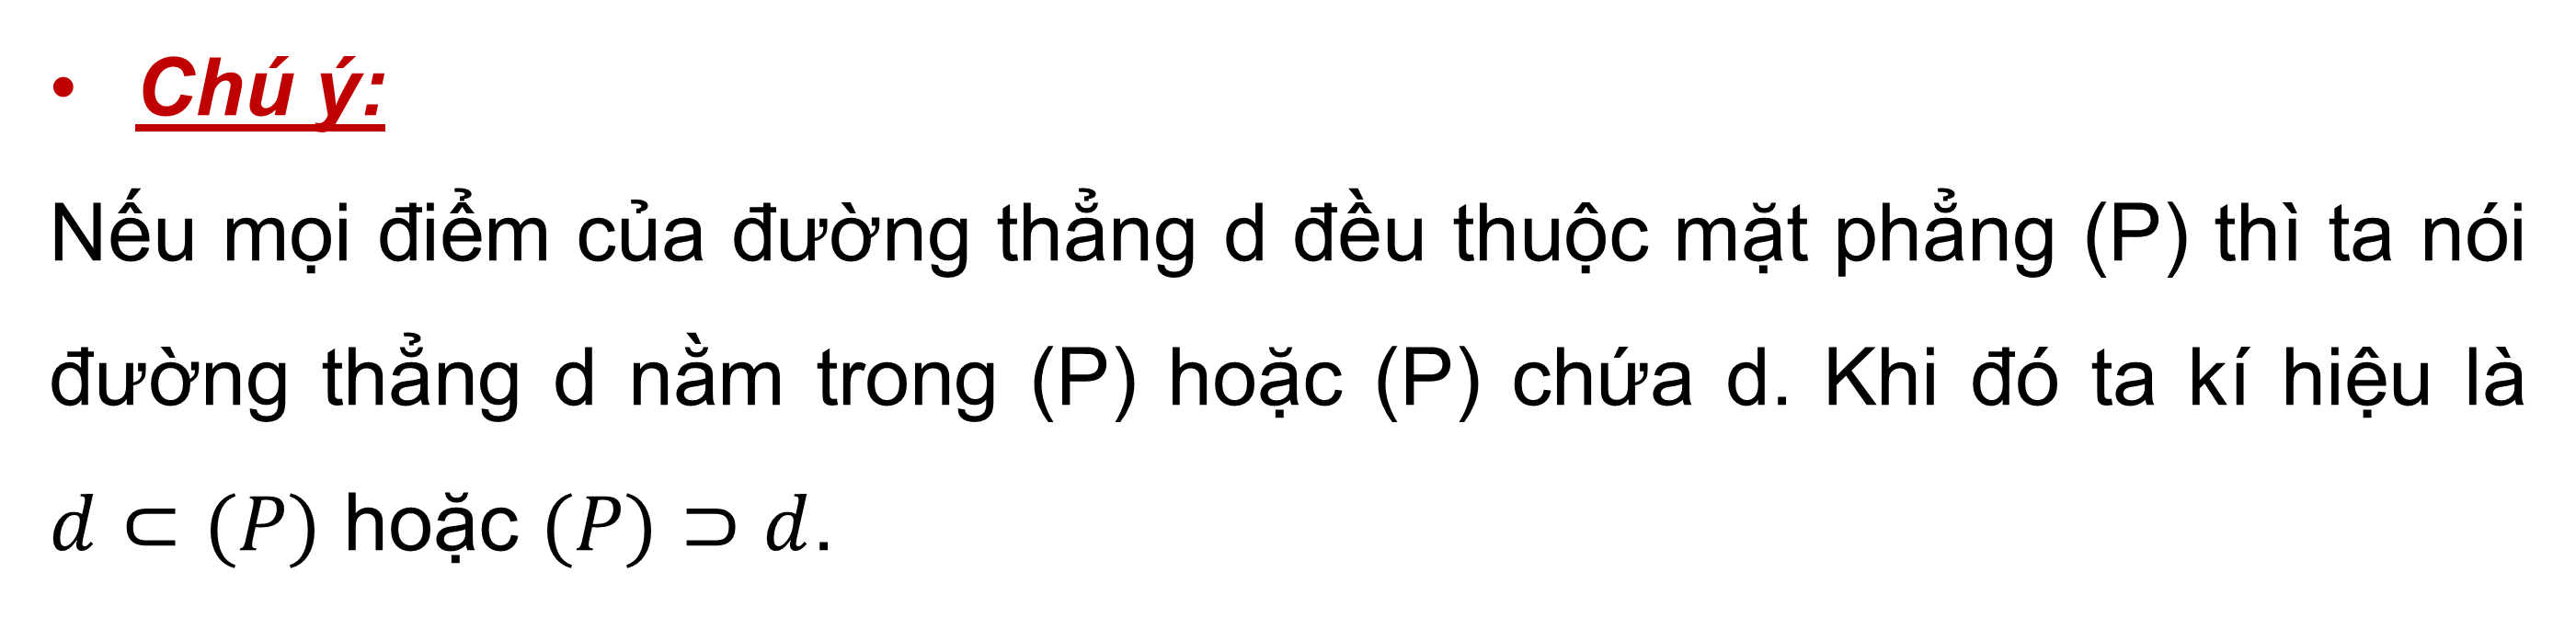 • Chú ý:
Nếu mọi điểm của đường thẳng d đều thuộc mặt phẳng (P) thì ta nói
đường thẳng d nằm trong (P) hoặc (P) chứa d. Khi đó ta kí hiệu là
d ⊂ (P) hoặc (P) ⊃ d.